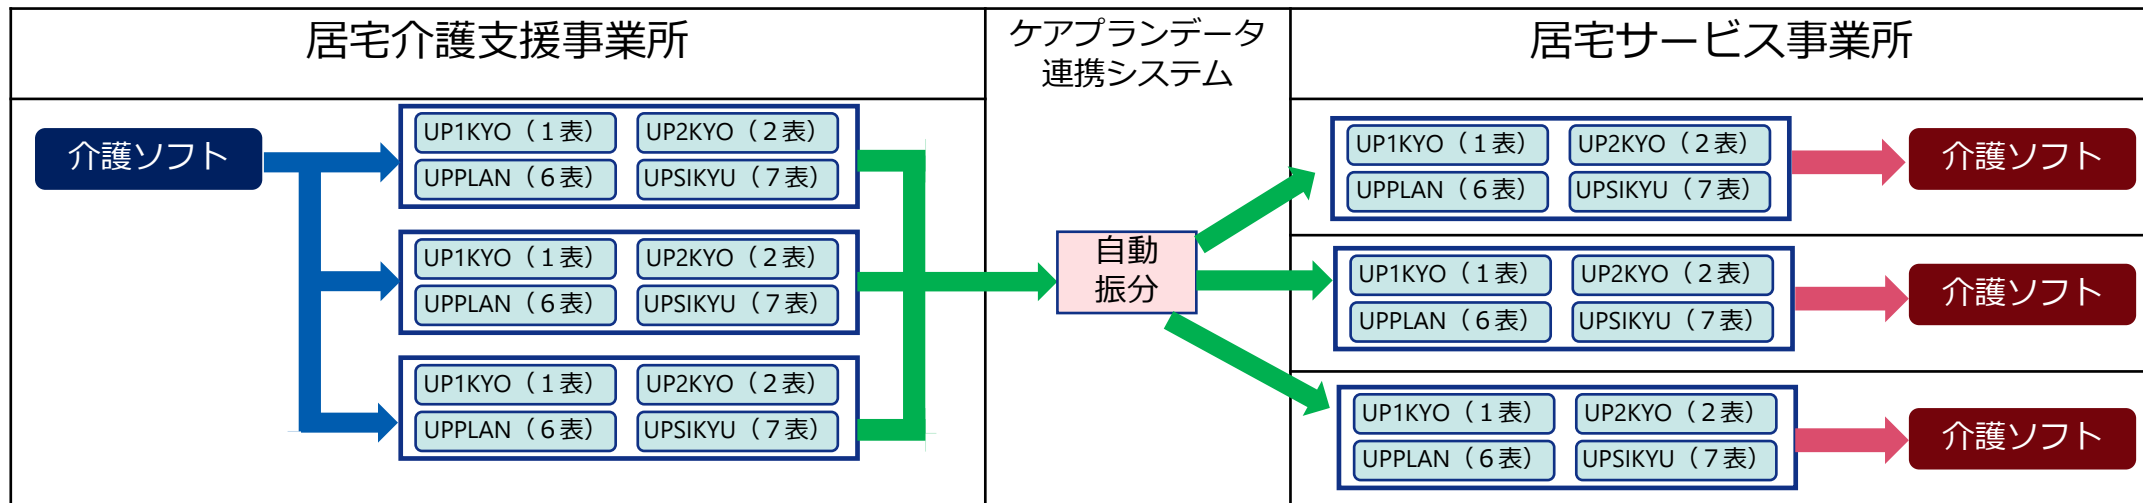 居宅介護支援事業所
ケアプランデータ
連携システム
居宅サービス事業所
介護ソフト
UP1KYO（１表）
UP2KYO（２表）
UPPLAN（６表）
UPSIKYU（７表）
UP1KYO（１表）
UP2KYO（２表）
UPPLAN（６表）
UPSIKYU（７表）
UP1KYO（１表）
UP2KYO（２表）
UPPLAN（６表）
UPSIKYU（７表）
自動
振分
UP1KYO（１表）
UP2KYO（２表）
UPPLAN（６表）
UPSIKYU（７表）
介護ソフト
UP1KYO（１表）
UP2KYO（２表）
UPPLAN（６表）
UPSIKYU（７表）
介護ソフト
UP1KYO（１表）
UP2KYO（２表）
UPPLAN（６表）
UPSIKYU（７表）
介護ソフト